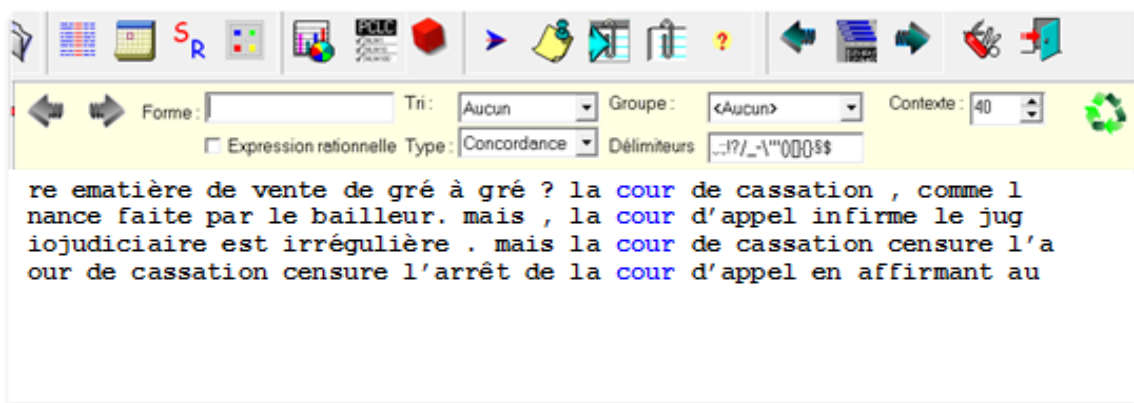 S R
PCLC
Forme : Tri : Aucun Groupe : <Aucun> Contexte : 40
Expression rationnelle Type : Concordance Délimiteurs
re ematière de vente de gré à gré ? la cour de cassation , comme l
nance faite par le bailleur. mais , la cour d’appel infirme le jug
iojudiciaire est irrégulière . mais la cour de cassation censure l’a
our de cassation censure l’arrêt de la cour d’appel en affirmant au